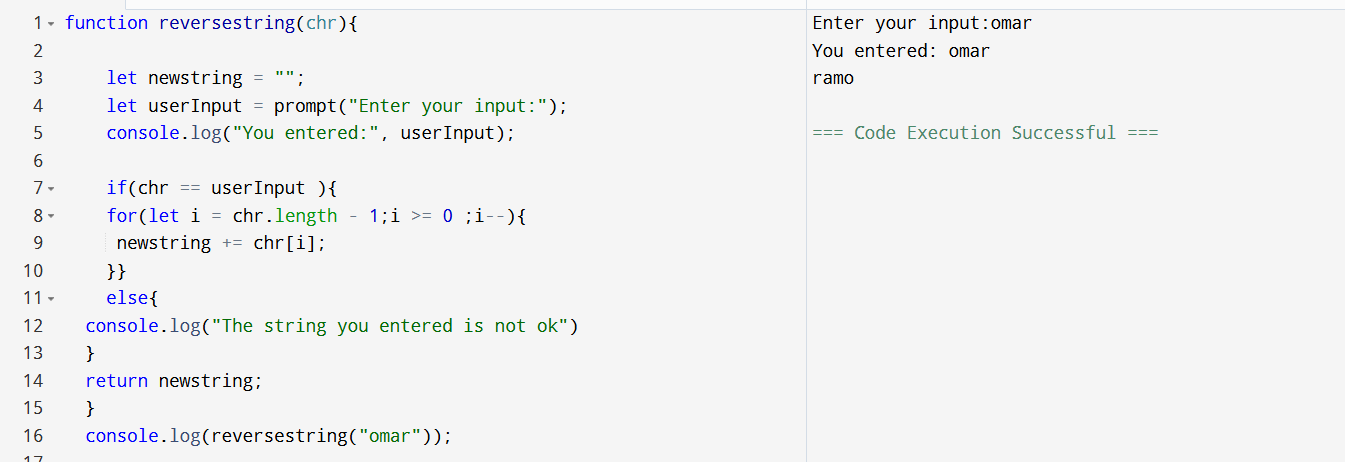 1 function reversestring(chr){
2
3 let newstring = "";
4 let userInput = prompt("Enter your input:");
5 console.log("You entered:", userInput);
6
7 if(chr == userInput ){
8 for(let i = chr.length - 1;i >= 0 ;i--){
9 newstring += chr[i];
10 }}
11 else{
12 console.log("The string you entered is not ok")
13 }
14 return newstring;
15 }
16 console.log(reversestring("omar"));
17
Enter your input:omar
You entered: omar
ramo
=== Code Execution Successful ===